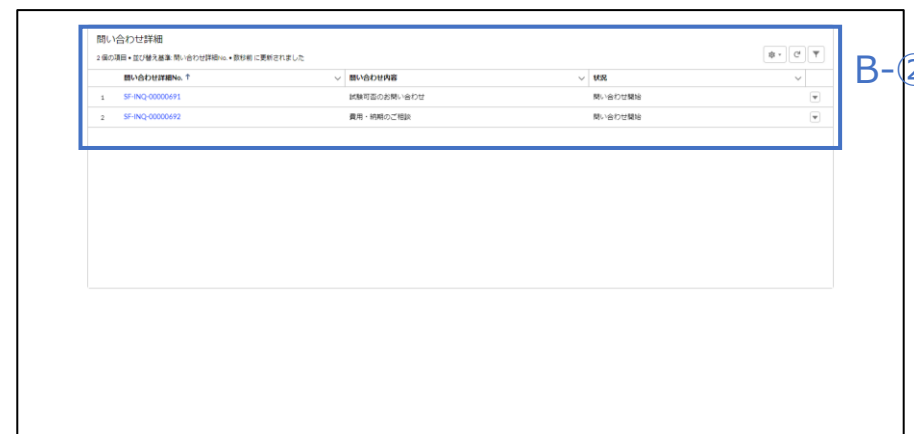 問い合わせ詳細
2 個の項目 • 並び替え基準: 問い合わせ詳細No. • 数秒前 に更新されました
問い合わせ詳細No. ↑ 問い合わせ内容 状況
1 SF-INQ-00000691 試験可否のお問い合わせ 問い合わせ開始
2 SF-INQ-00000692 費用・納期のご相談 問い合わせ開始
B-②